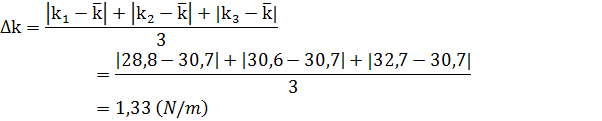 Δk = (|k₁ − k̄| + |k₂ − k̄| + |k₃ − k̄|) / 3
= (|28,8 − 30,7| + |30,6 − 30,7| + |32,7 − 30,7|) / 3
= 1,33 (N/m)